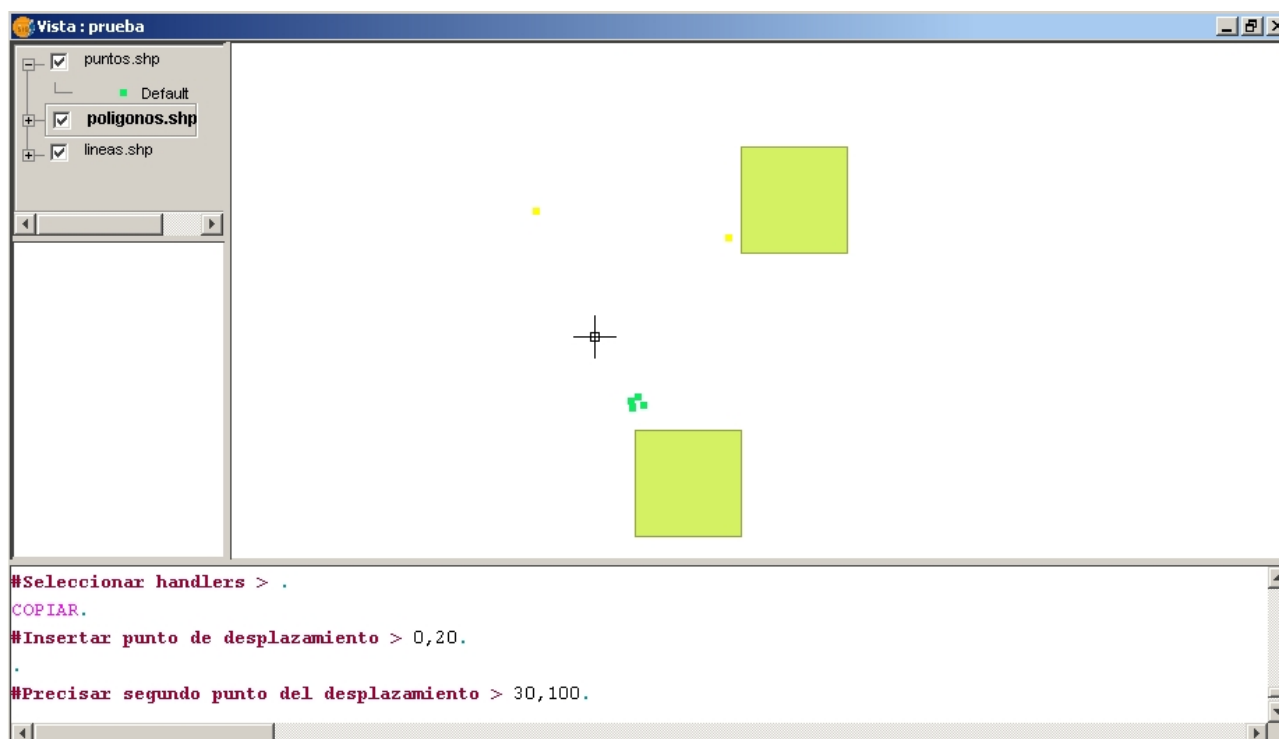 Vista : prueba
puntos.shp
Default
poligonos.shp
lineas.shp
#Seleccionar handlers > .
COPIAR.
#Insertar punto de desplazamiento > 0,20.
.
#Precisar segundo punto del desplazamiento > 30,100.